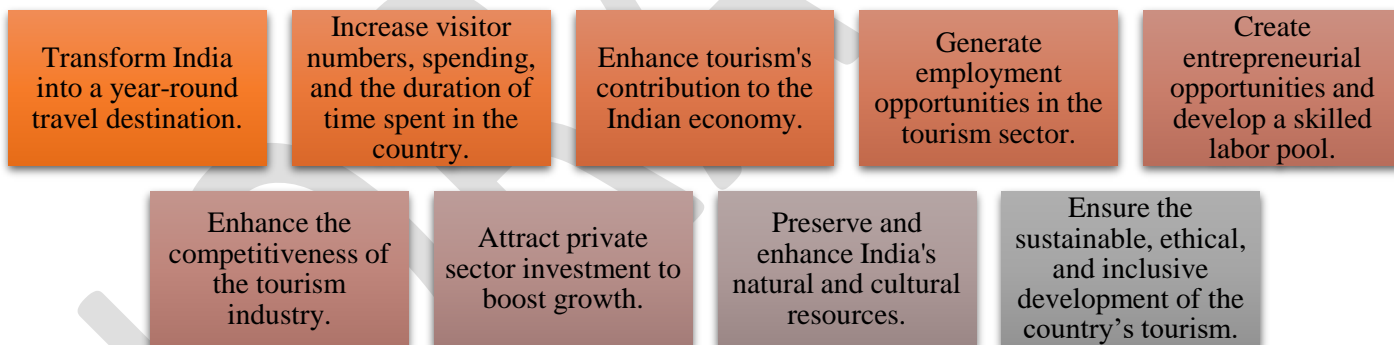 Transform India
into a year-round
travel destination.
Increase visitor
numbers, spending,
and the duration of
time spent in the
country.
Enhance tourism's
contribution to the
Indian economy.
Generate
employment
opportunities in the
tourism sector.
Create
entrepreneurial
opportunities and
develop a skilled
labor pool.
Enhance the
competitiveness of
the tourism
industry.
Attract private
sector investment to
boost growth.
Preserve and
enhance India's
natural and cultural
resources.
Ensure the
sustainable, ethical,
and inclusive
development of the
country’s tourism.